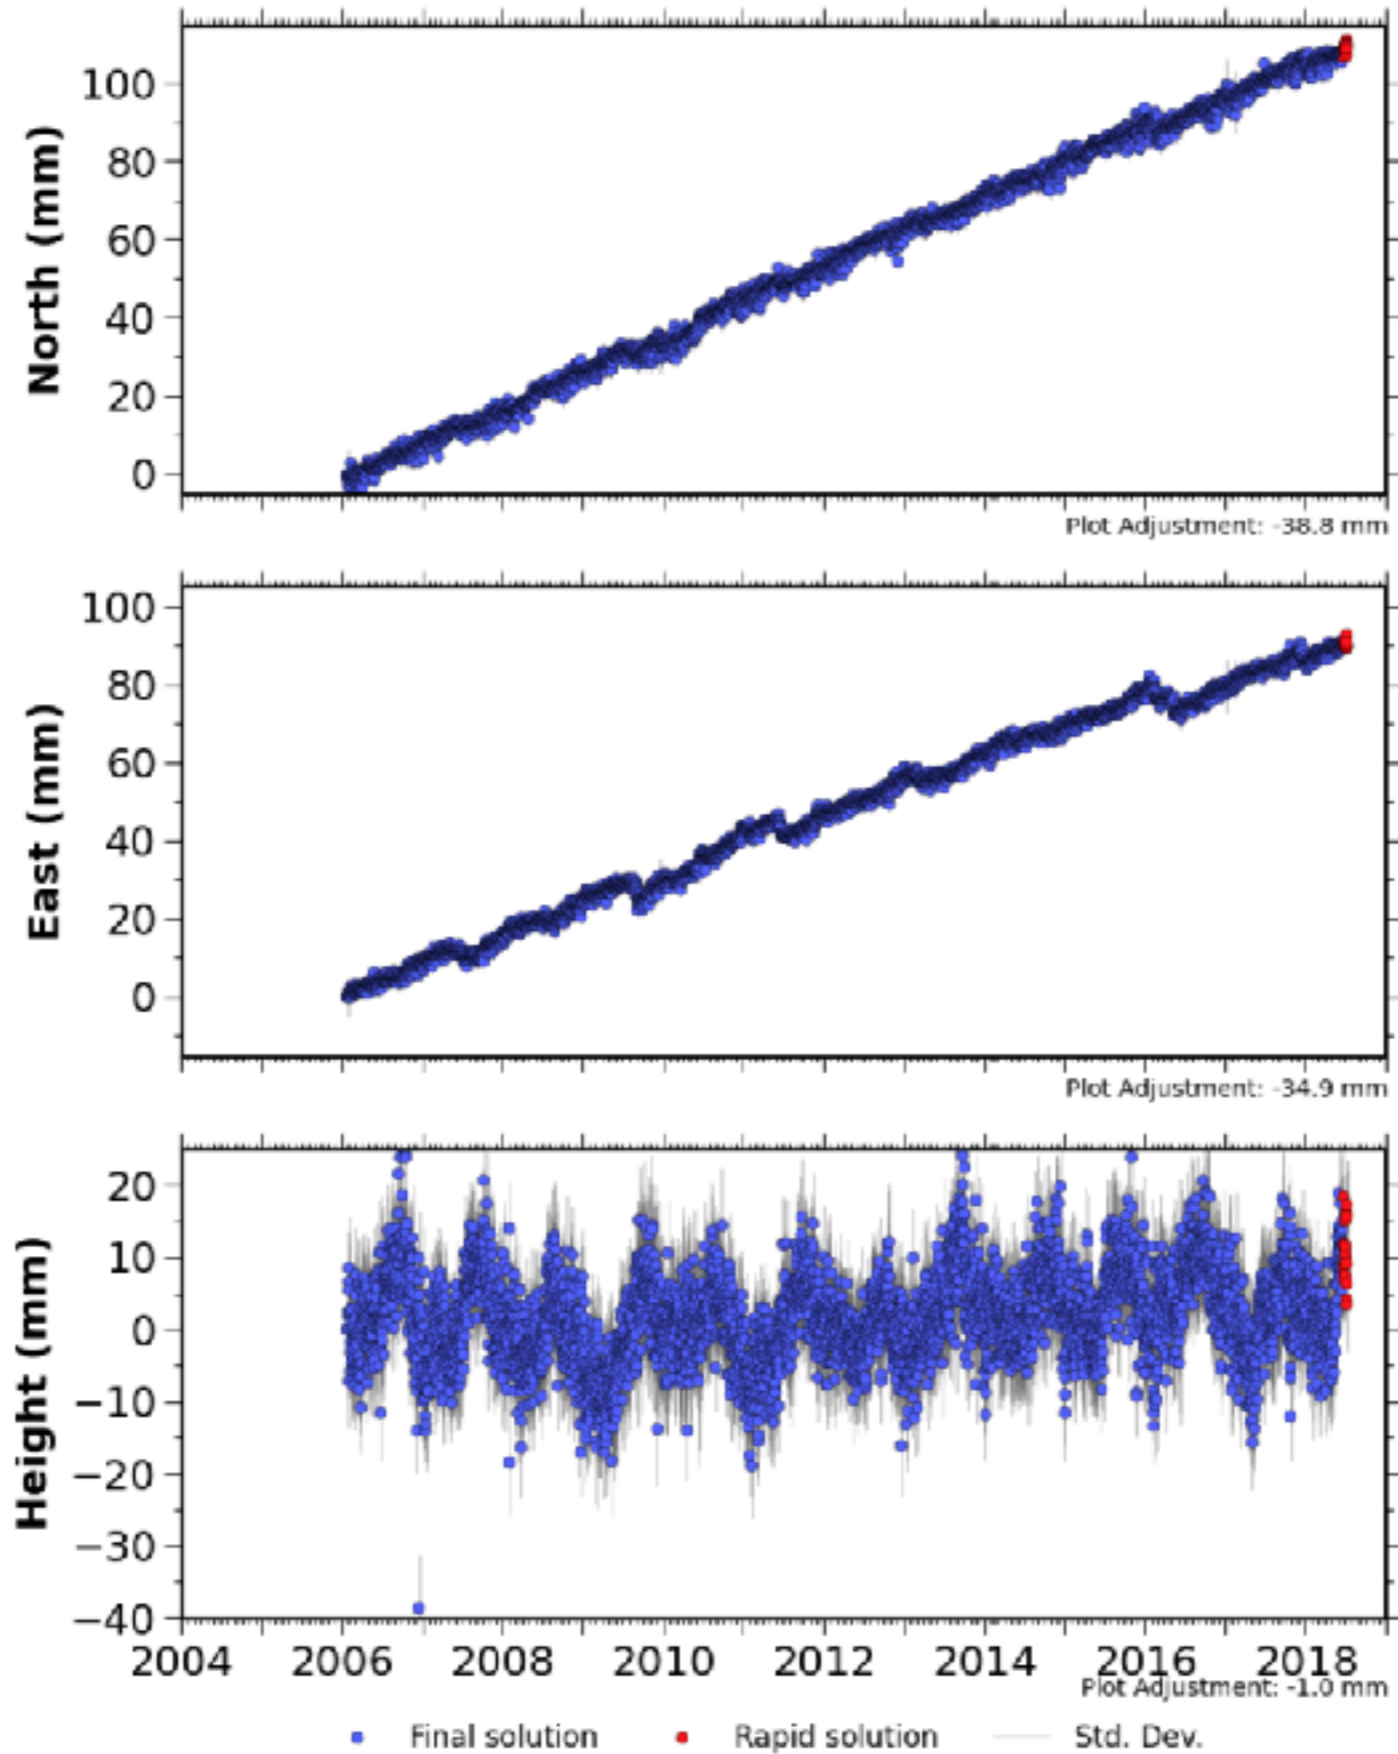 North (mm)
100
80
60
40
20
0
Plot Adjustment: -38.8 mm
East (mm)
100
80
60
40
20
0
Plot Adjustment: -34.9 mm
Height (mm)
20
10
0
−10
−20
−30
−40
2004 2006 2008 2010 2012 2014 2016 2018
Plot Adjustment: -1.0 mm
Final solution Rapid solution Std. Dev.